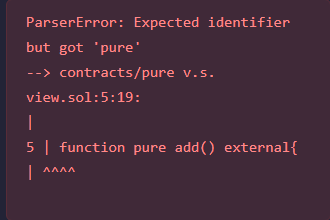 ParserError: Expected identifier
but got 'pure'
--> contracts/pure v.s.
view.sol:5:19:
|
5 | function pure add() external{
| ^^^^